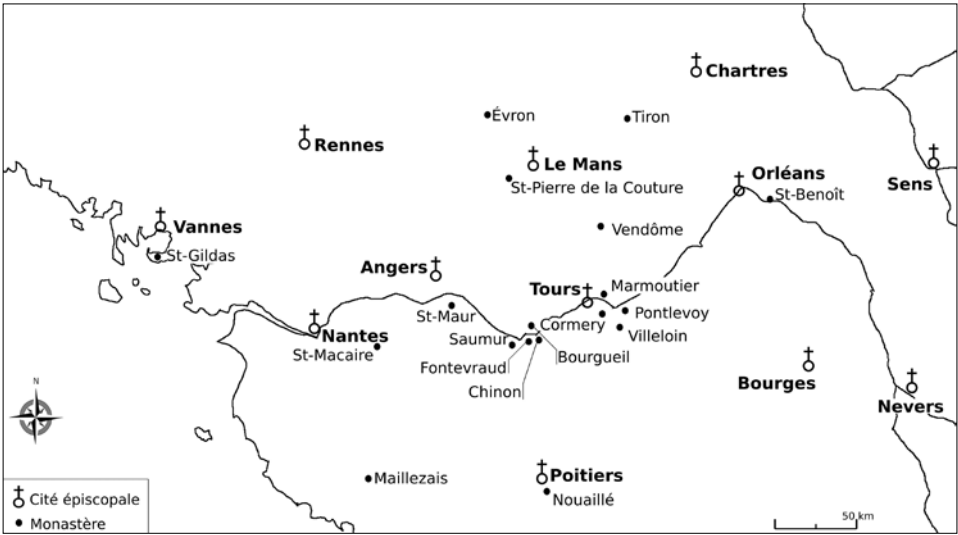 Chartres
Évron
Tiron
Rennes
Le Mans
St-Pierre de la Couture
Orléans
St-Benoît
Sens
Vannes
St-Gildas
Vendôme
Angers
Tours
Marmoutier
St-Maur
Cormery
Pontlevoy
Nantes
Saumur
Villeloin
St-Macaire
Fontevraud
Bourgueil
Chinon
Bourges
Nevers
N
Maillezais
Poitiers
Nouaillé
Cité épiscopale
Monastère
50 km